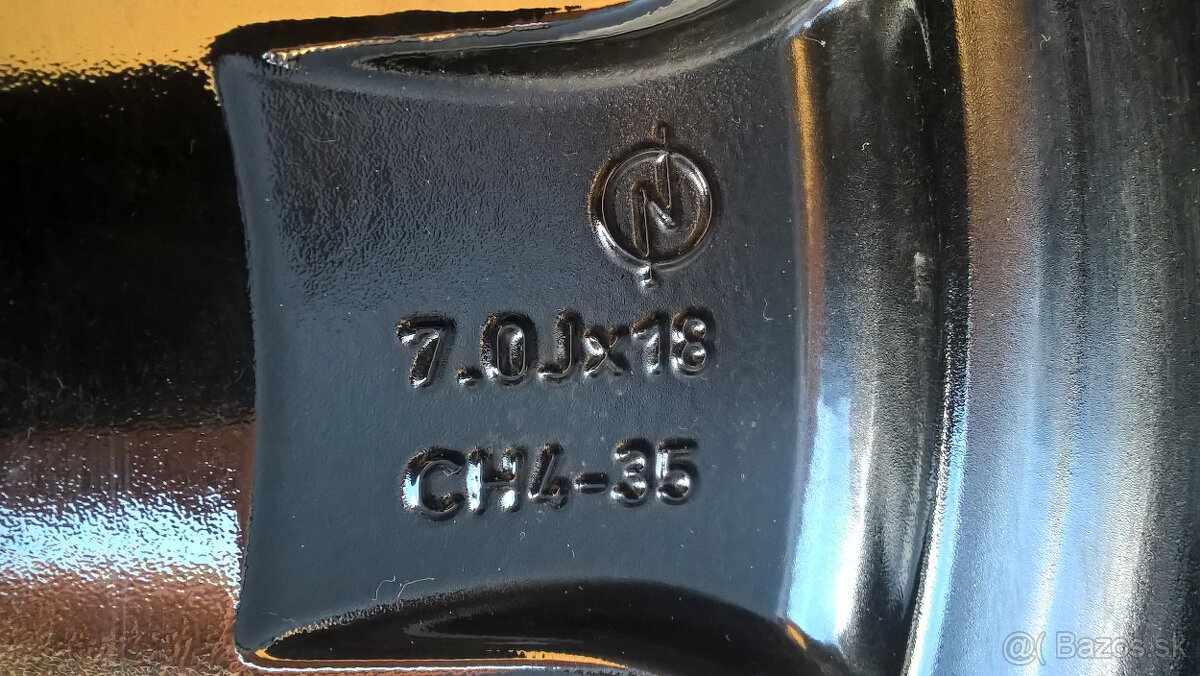 N
7.0Jx18
CH4-35
@( Bazos.sk